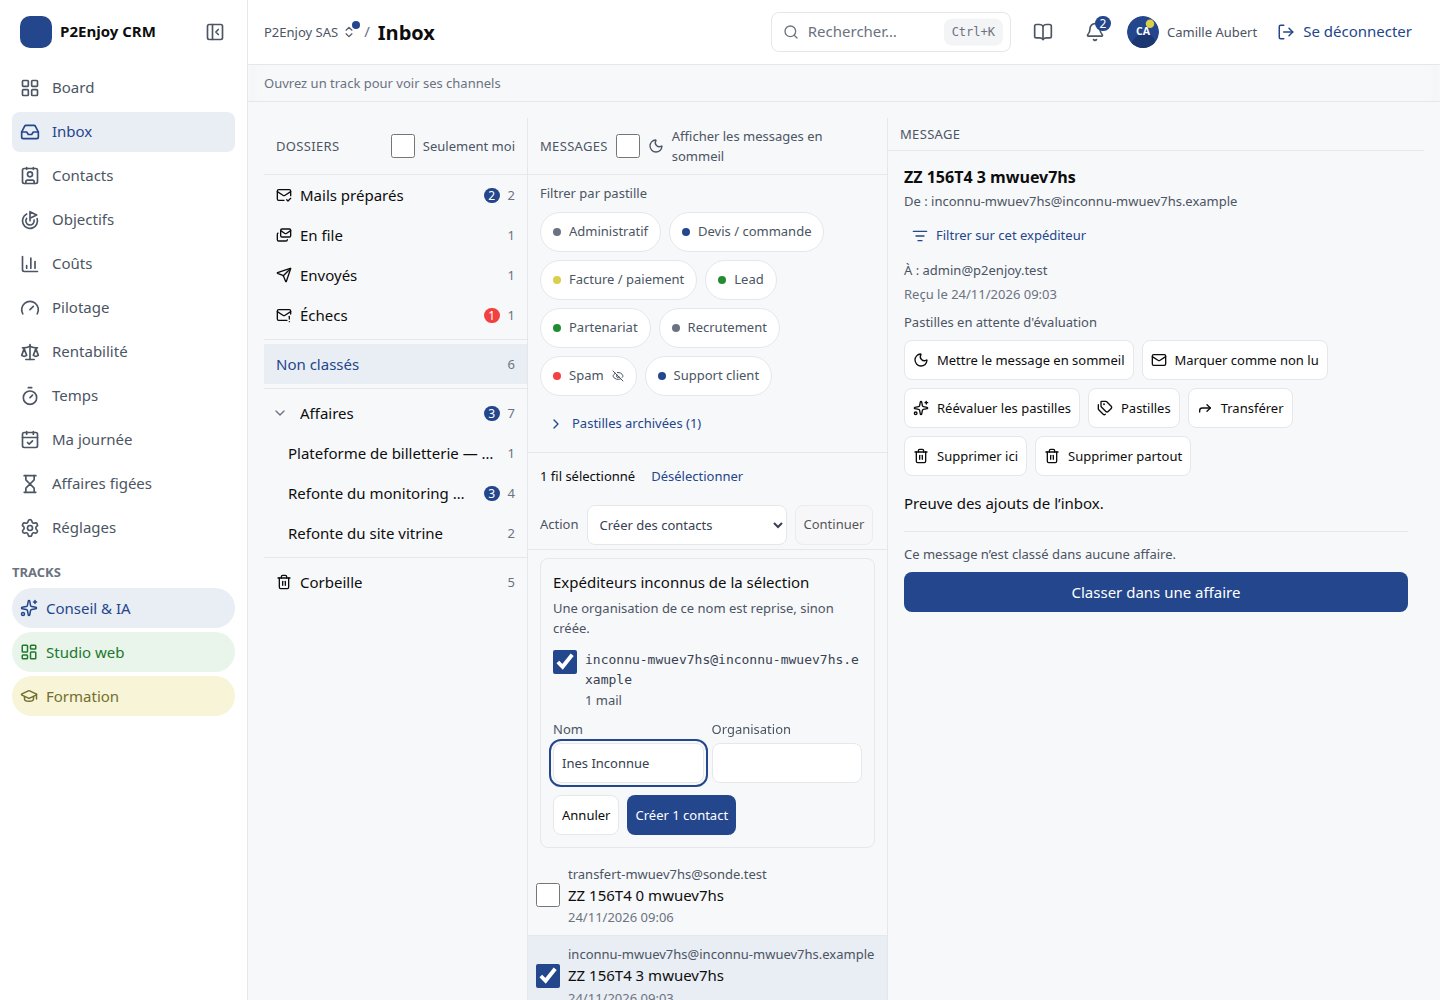 P2Enjoy CRM
Board
Inbox
Contacts
Objectifs
Coûts
Pilotage
Rentabilité
Temps
Ma journée
Affaires figées
Réglages
TRACKS
Conseil & IA
Studio web
Formation
P2Enjoy SAS / Inbox
Rechercher... Ctrl+K
2
CA Camille Aubert
Se déconnecter
Ouvrez un track pour voir ses channels
DOSSIERS Seulement moi
Mails préparés 2 2
En file 1
Envoyés 1
Échecs 1 1
Non classés 6
Affaires 3 7
Plateforme de billetterie — ... 1
Refonte du monitoring ... 3 4
Refonte du site vitrine 2
Corbeille 5
MESSAGES Afficher les messages en
sommeil
Filtrer par pastille
Administratif Devis / commande
Facture / paiement Lead
Partenariat Recrutement
Spam Support client
Pastilles archivées (1)
1 fil sélectionné Désélectionner
Action Créer des contacts Continuer
Expéditeurs inconnus de la sélection
Une organisation de ce nom est reprise, sinon
créée.
inconnu-mwuev7hs@inconnu-mwuev7hs.e
xample
1 mail
Nom Organisation
Ines Inconnue
Annuler Créer 1 contact
transfert-mwuev7hs@sonde.test
ZZ 156T4 0 mwuev7hs
24/11/2026 09:06
inconnu-mwuev7hs@inconnu-mwuev7hs.example
ZZ 156T4 3 mwuev7hs
24/11/2026 09:03
MESSAGE
ZZ 156T4 3 mwuev7hs
De : inconnu-mwuev7hs@inconnu-mwuev7hs.example
Filtrer sur cet expéditeur
À : admin@p2enjoy.test
Reçu le 24/11/2026 09:03
Pastilles en attente d'évaluation
Mettre le message en sommeil Marquer comme non lu
Réévaluer les pastilles Pastilles Transférer
Supprimer ici Supprimer partout
Preuve des ajouts de l’inbox.
Ce message n’est classé dans aucune affaire.
Classer dans une affaire